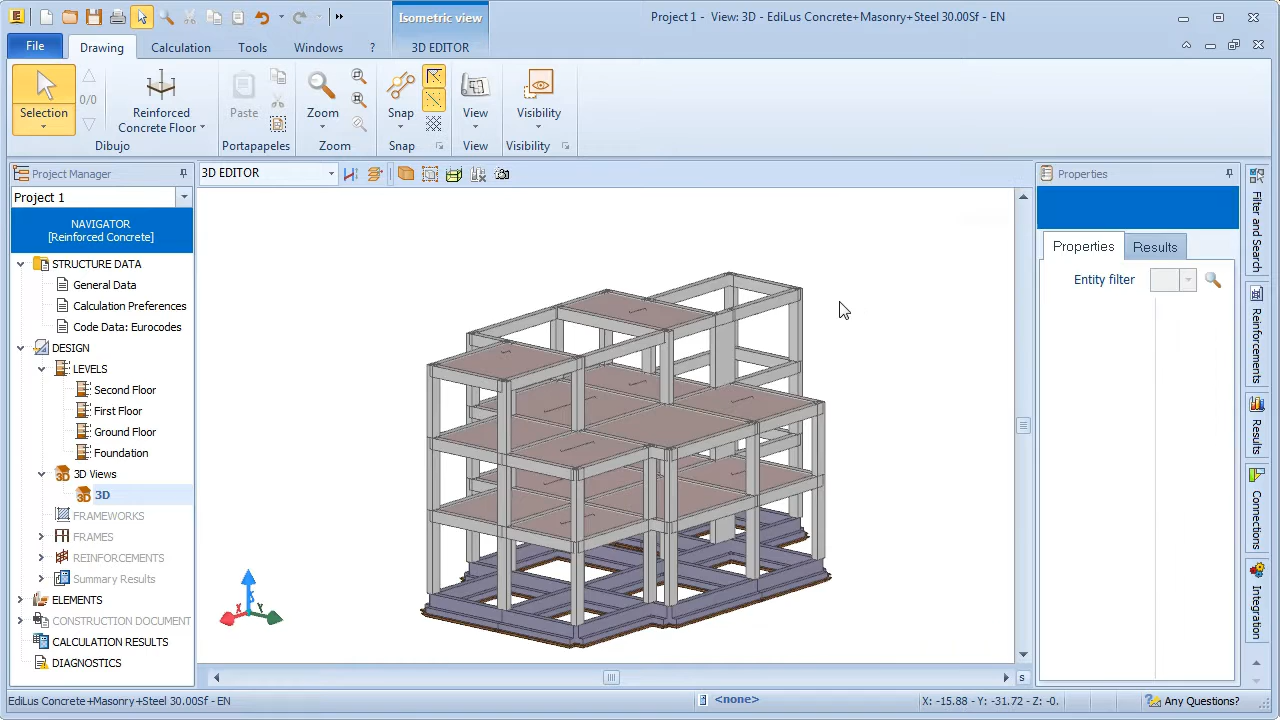 Isometric view
Project 1 - View: 3D - EdiLus Concrete+Masonry+Steel 30.00Sf - EN
File
Drawing
Calculation
Tools
Windows
?
3D EDITOR
Selection
0/0
Reinforced
Concrete Floor
Dibujo
Paste
Portapapeles
Zoom
Zoom
Snap
Snap
View
View
Visibility
Visibility
Project Manager
Project 1
NAVIGATOR
[Reinforced Concrete]
STRUCTURE DATA
General Data
Calculation Preferences
Code Data: Eurocodes
DESIGN
LEVELS
Second Floor
First Floor
Ground Floor
Foundation
3D Views
3D
3D
3D
FRAMEWORKS
FRAMES
REINFORCEMENTS
Summary Results
ELEMENTS
CONSTRUCTION DOCUMENT
CALCULATION RESULTS
DIAGNOSTICS
3D EDITOR
Properties
Properties
Results
Entity filter
Filter and Search
Reinforcements
Results
Connections
Integration
S
EdiLus Concrete+Masonry+Steel 30.00Sf - EN
<none>
X: -15.88 - Y: -31.72 - Z: -0.
Any Questions?